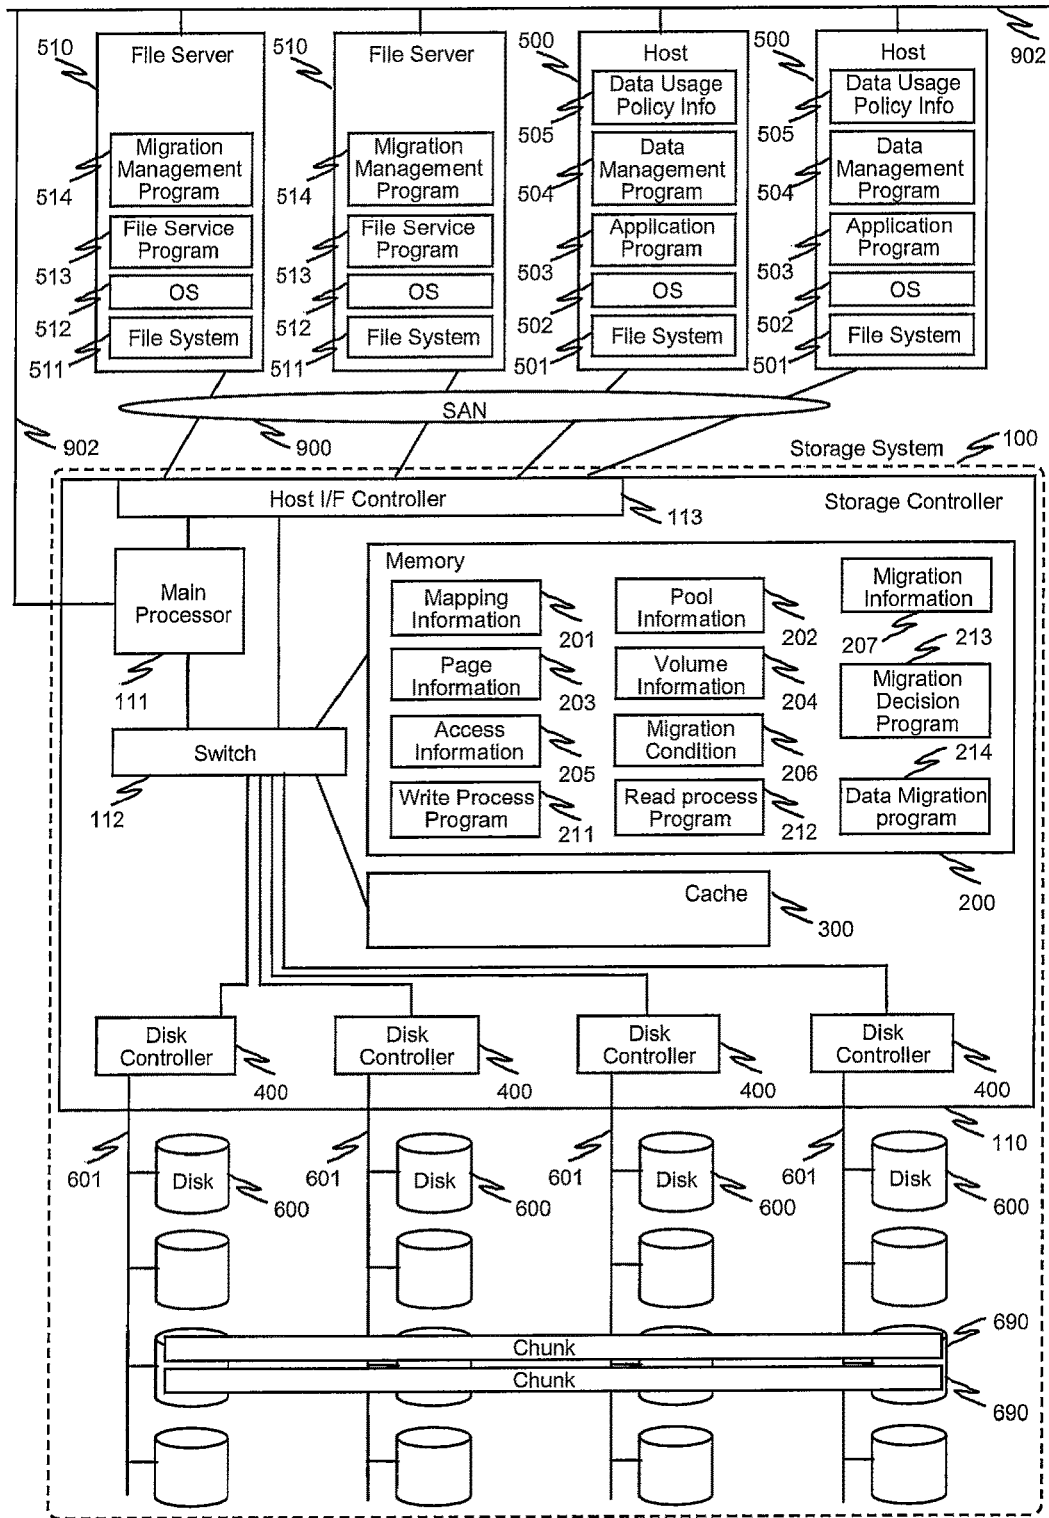 902
510
File Server
Migration
Management
Program
514
File Service
Program
513
OS
512
File System
511
510
File Server
Migration
Management
Program
514
File Service
Program
513
OS
512
File System
511
500
Host
Data Usage
Policy Info
505
Data
Management
Program
504
Application
Program
503
OS
502
File System
501
500
Host
Data Usage
Policy Info
505
Data
Management
Program
504
Application
Program
503
OS
502
File System
501
SAN
902
900
Storage System
100
Host I/F Controller
113
Storage Controller
Main
Processor
111
Memory
Mapping
Information
201
Pool
Information
202
Migration
Information
207
213
Page
Information
203
Volume
Information
204
Migration
Decision
Program
Access
Information
205
Migration
Condition
206
214
Write Process
Program
211
Read process
Program
212
Data Migration
program
Switch
112
200
Cache
300
Disk
Controller
400
Disk
Controller
400
Disk
Controller
400
Disk
Controller
400
110
601
Disk
600
601
Disk
600
601
Disk
600
601
Disk
600
690
Chunk
Chunk
690